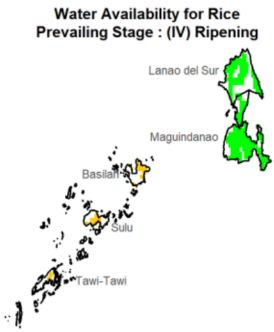 Water Availability for Rice
Prevailing Stage : (IV) Ripening
Lanao del Sur
Maguindanao
Basilan
Sulu
Tawi-Tawi